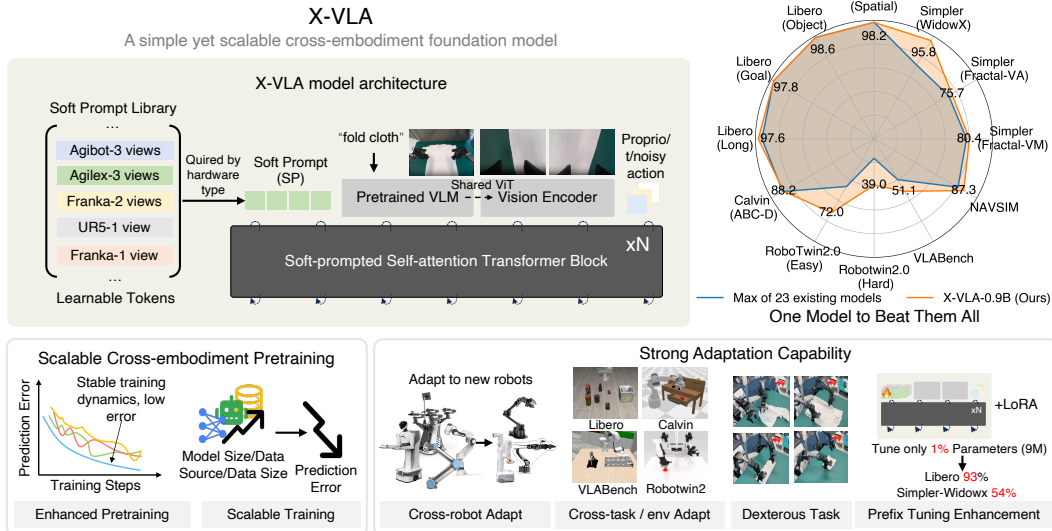 X-VLA
A simple yet scalable cross-embodiment foundation model
X-VLA model architecture
Soft Prompt Library
...
Agibot-3 views
Agilex-3 views
Franka-2 views
UR5-1 view
Franka-1 view
...
Learnable Tokens
Quired by
hardware
type
Soft Prompt
(SP)
“fold cloth”
Proprio/
t/noisy
action
Shared ViT
Pretrained VLM
Vision Encoder
xN
Soft-prompted Self-attention Transformer Block
(Spatial)
Simpler
(WidowX)
Simpler
(Fractal-VA)
Simpler
(Fractal-VM)
NAVSIM
VLABench
Robotwin2.0
(Hard)
RoboTwin2.0
(Easy)
Calvin
(ABC-D)
Libero
(Long)
Libero
(Goal)
Libero
(Object)
98.2
95.8
75.7
80.4
87.3
51.1
39.0
72.0
88.2
97.6
97.8
98.6
Max of 23 existing models
X-VLA-0.9B (Ours)
One Model to Beat Them All
Scalable Cross-embodiment Pretraining
Prediction Error
Stable training
dynamics, low
error
Training Steps
Model Size/Data
Source/Data Size
Prediction
Error
Enhanced Pretraining
Scalable Training
Strong Adaptation Capability
Adapt to new robots
Libero
Calvin
VLABench
Robotwin2
xN
+LoRA
Tune only 1% Parameters (9M)
Libero 93%
Simpler-Widowx 54%
Cross-robot Adapt
Cross-task / env Adapt
Dexterous Task
Prefix Tuning Enhancement